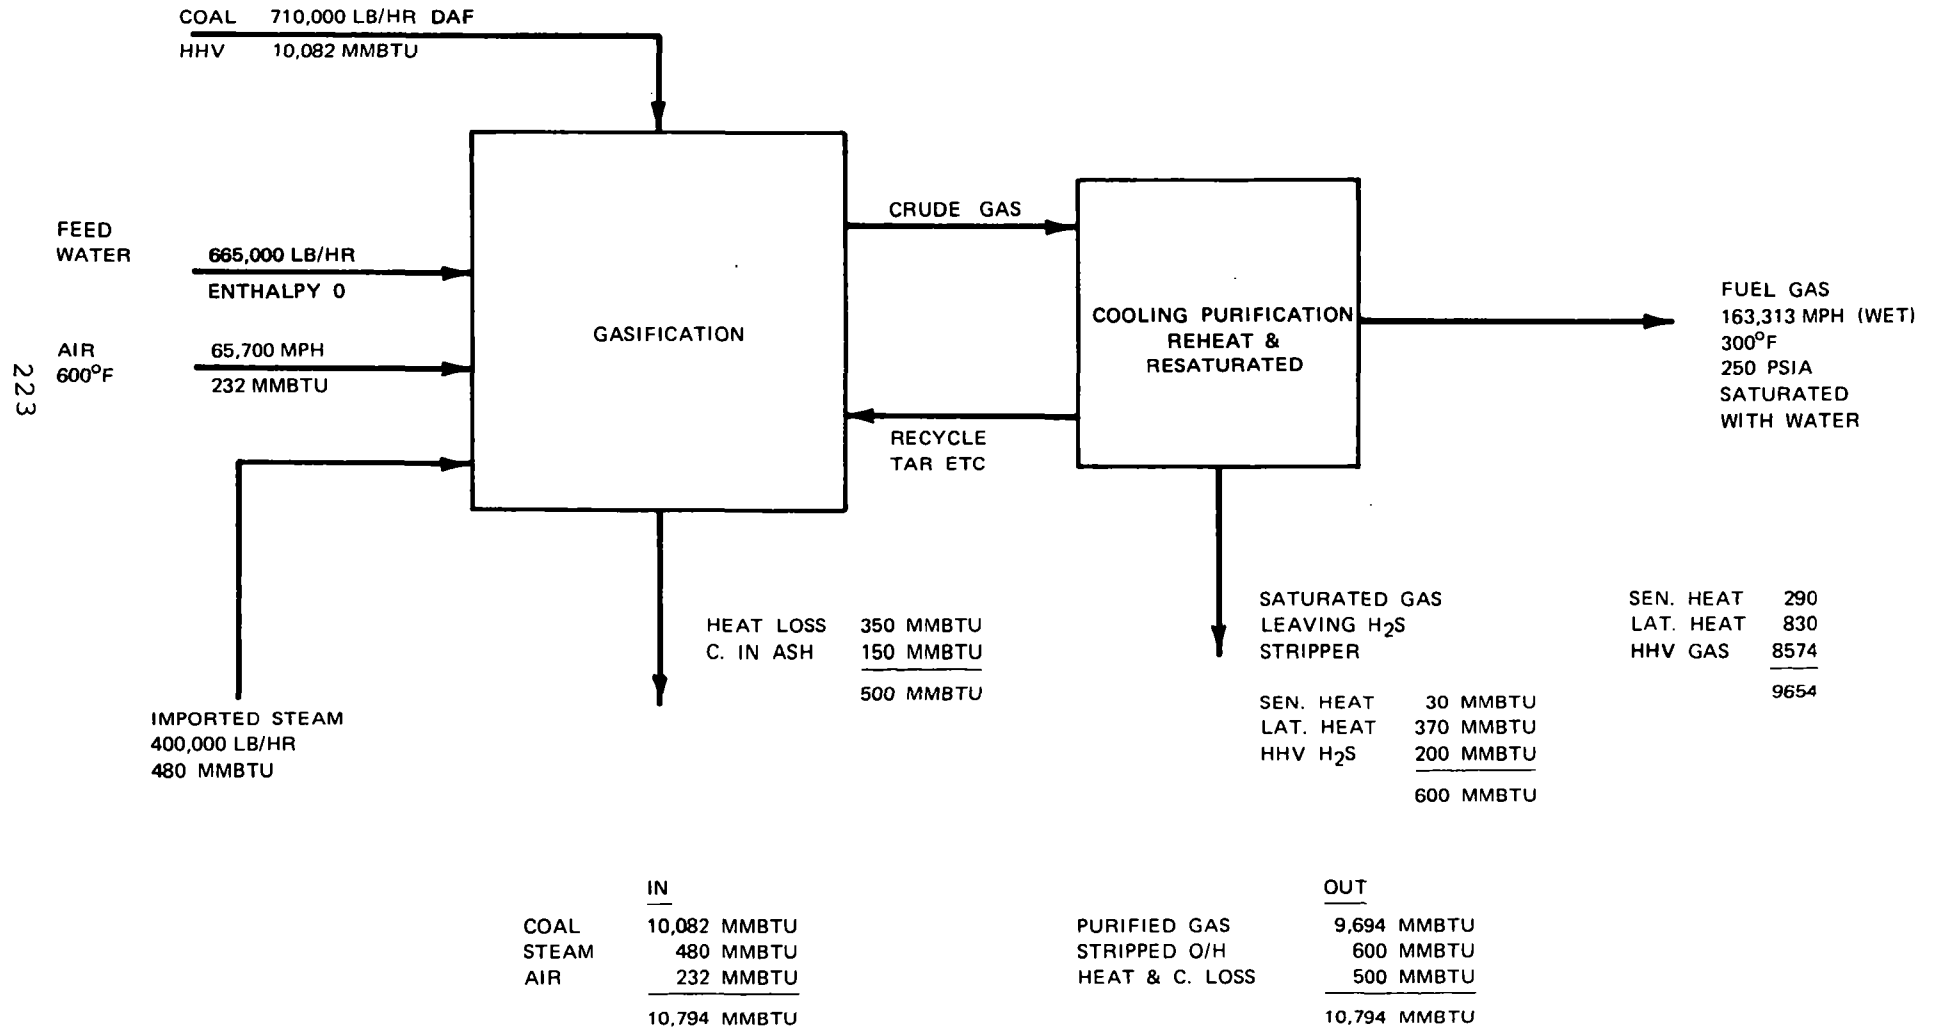 COAL 710,000 LB/HR DAF
HHV 10,082 MMBTU
FEED
WATER
665,000 LB/HR
ENTHALPY 0
AIR
600°F
65,700 MPH
232 MMBTU
223
GASIFICATION
CRUDE GAS
RECYCLE
TAR ETC
COOLING PURIFICATION
REHEAT &
RESATURATED
FUEL GAS
163,313 MPH (WET)
300°F
250 PSIA
SATURATED
WITH WATER
IMPORTED STEAM
400,000 LB/HR
480 MMBTU
HEAT LOSS 350 MMBTU
C. IN ASH 150 MMBTU
500 MMBTU
SATURATED GAS
LEAVING H2S
STRIPPER
SEN. HEAT 30 MMBTU
LAT. HEAT 370 MMBTU
HHV H2S 200 MMBTU
600 MMBTU
SEN. HEAT 290
LAT. HEAT 830
HHV GAS 8574
9654
IN
COAL 10,082 MMBTU
STEAM 480 MMBTU
AIR 232 MMBTU
10,794 MMBTU
OUT
PURIFIED GAS 9,694 MMBTU
STRIPPED O/H 600 MMBTU
HEAT & C. LOSS 500 MMBTU
10,794 MMBTU